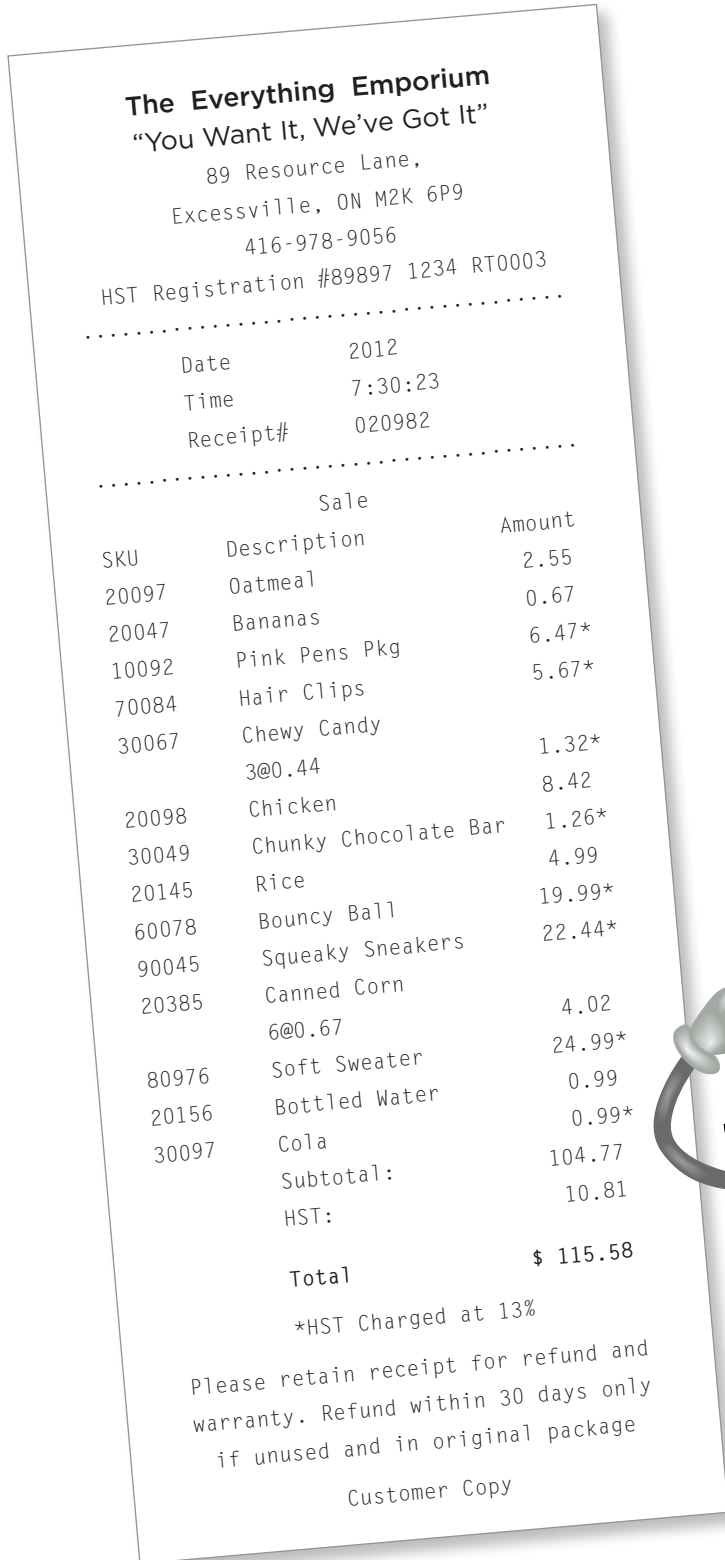 The Everything Emporium
“You Want It, We’ve Got It”
89 Resource Lane,
Excessville, ON M2K 6P9
416-978-9056
HST Registration #89897 1234 RT0003
Date 2012
Time 7:30:23
Receipt# 020982
Sale
SKU Description Amount
20097 Oatmeal 2.55
20047 Bananas 0.67
10092 Pink Pens Pkg 6.47*
70084 Hair Clips 5.67*
30067 Chewy Candy
3@0.44 1.32*
20098 Chicken 8.42
30049 Chunky Chocolate Bar 1.26*
20145 Rice 4.99
60078 Bouncy Ball 19.99*
90045 Squeaky Sneakers 22.44*
20385 Canned Corn
6@0.67 4.02
80976 Soft Sweater 24.99*
20156 Bottled Water 0.99
30097 Cola 0.99*
Subtotal: 104.77
HST: 10.81
Total $ 115.58
*HST Charged at 13%
Please retain receipt for refund and
warranty. Refund within 30 days only
if unused and in original package
Customer Copy